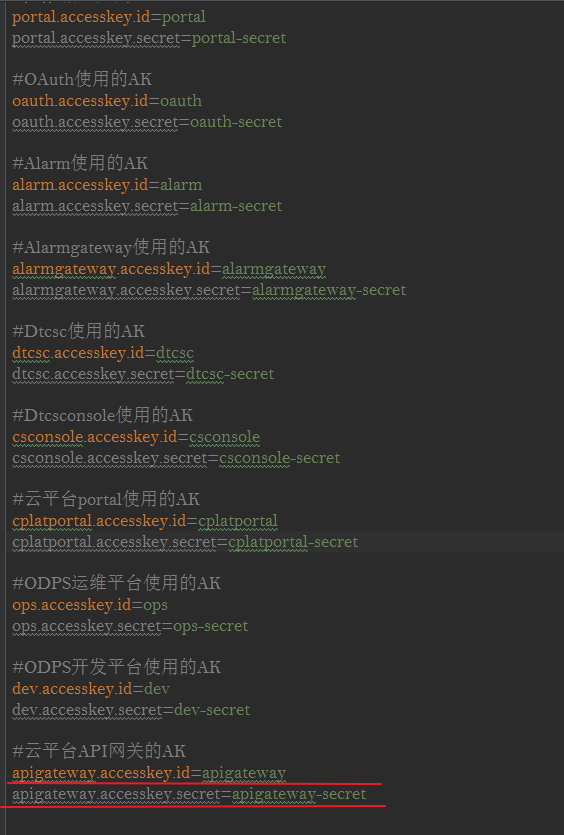 portal.accesskey.id=portal
portal.accesskey.secret=portal-secret
#OAuth使用的AK
oauth.accesskey.id=oauth
oauth.accesskey.secret=oauth-secret
#Alarm使用的AK
alarm.accesskey.id=alarm
alarm.accesskey.secret=alarm-secret
#Alarmgateway使用的AK
alarmgateway.accesskey.id=alarmgateway
alarmgateway.accesskey.secret=alarmgateway-secret
#Dtcsc使用的AK
dtcsc.accesskey.id=dtcsc
dtcsc.accesskey.secret=dtcsc-secret
#Dtcsconsole使用的AK
csconsole.accesskey.id=csconsole
csconsole.accesskey.secret=csconsole-secret
#云平台portal使用的AK
cplatportal.accesskey.id=cplatportal
cplatportal.accesskey.secret=cplatportal-secret
#ODPS运维平台使用的AK
ops.accesskey.id=ops
ops.accesskey.secret=ops-secret
#ODPS开发平台使用的AK
dev.accesskey.id=dev
dev.accesskey.secret=dev-secret
#云平台API网关的AK
apigateway.accesskey.id=apigateway
apigateway.accesskey.secret=apigateway-secret